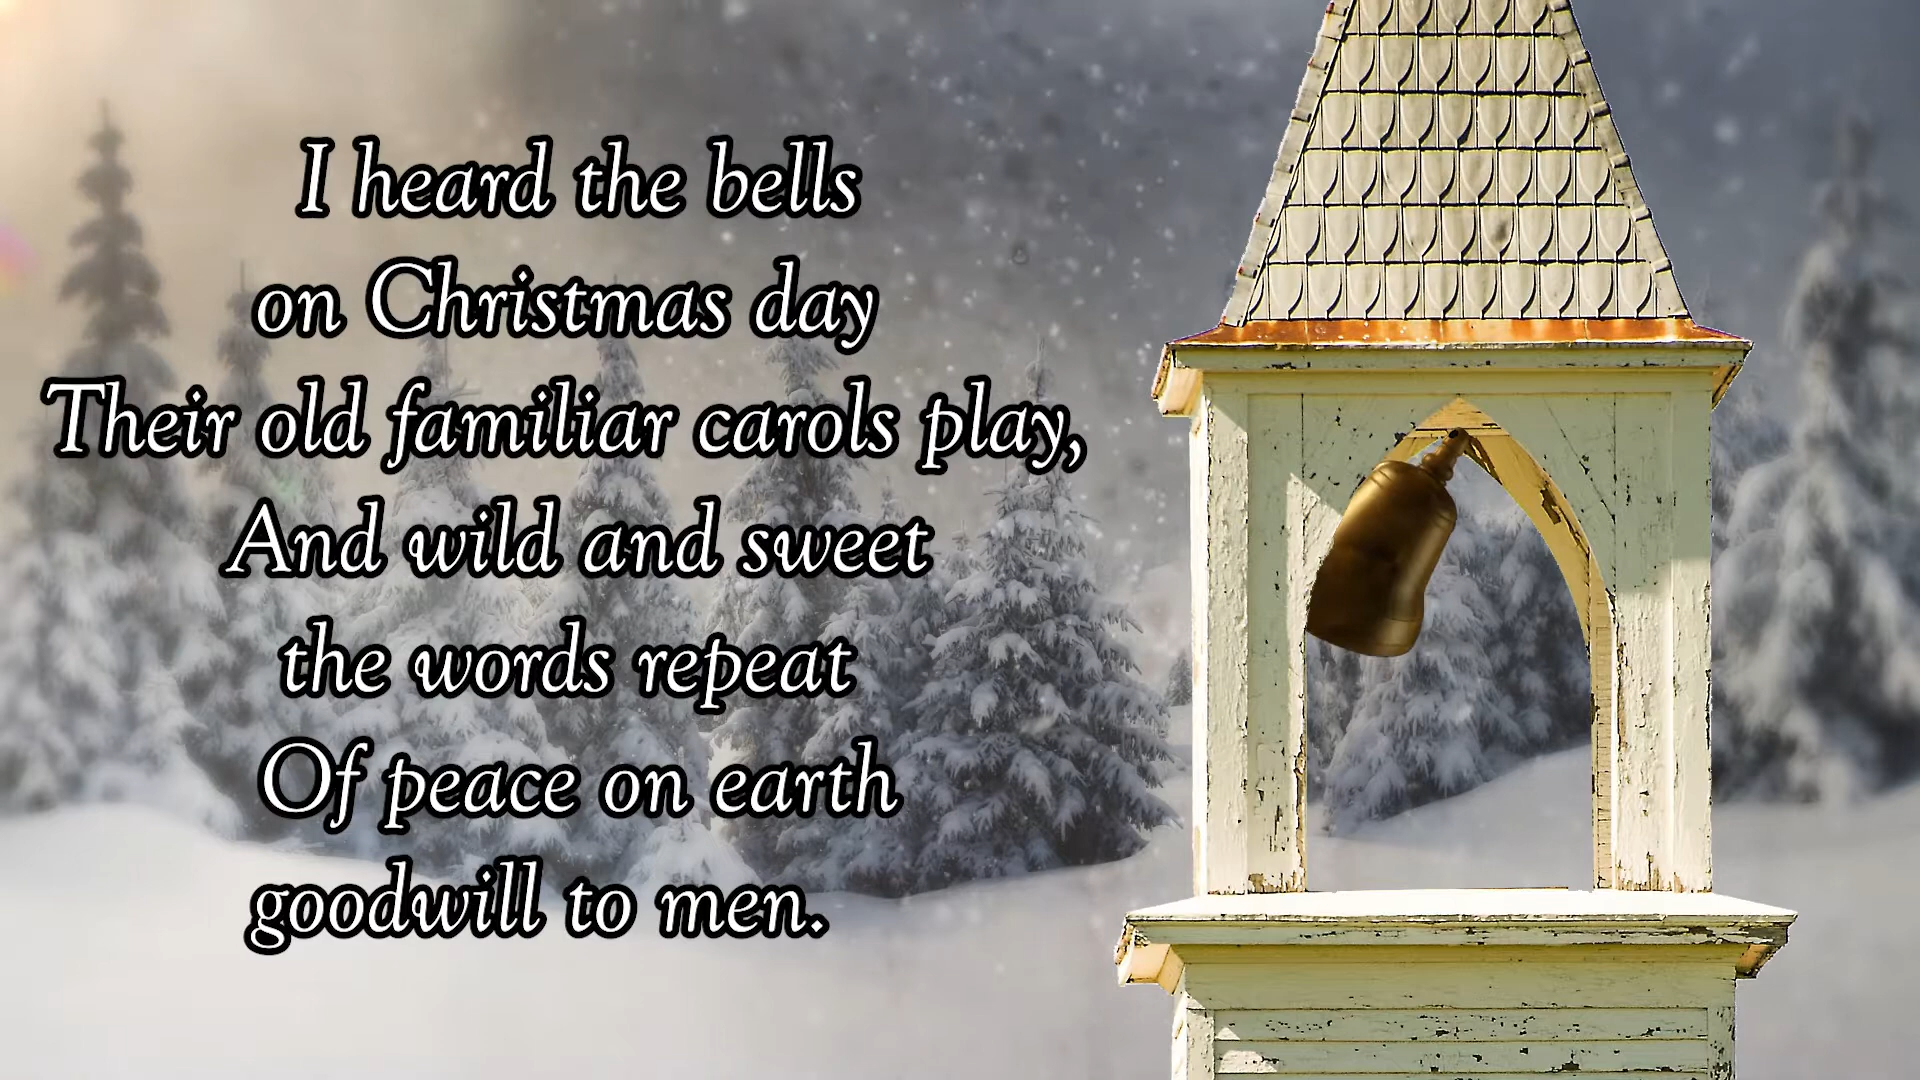 I heard the bells
on Christmas day
Their old familiar carols play,
And wild and sweet
the words repeat
Of peace on earth
goodwill to men.